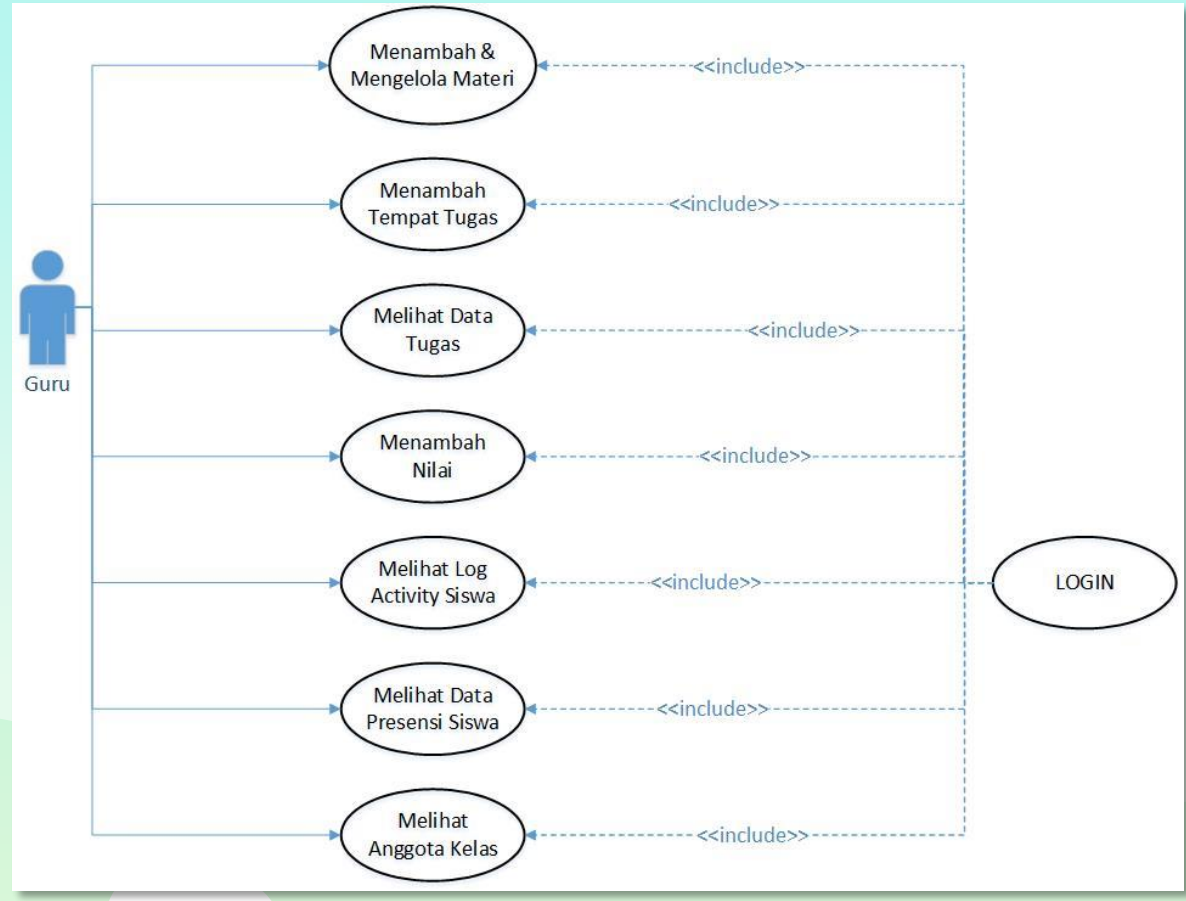 Menambah &
Mengelola Materi
<<include>>
Menambah
Tempat Tugas
<<include>>
Melihat Data
Tugas
<<include>>
Guru
Menambah
Nilai
<<include>>
Melihat Log
Activity Siswa
<<include>>
LOGIN
Melihat Data
Presensi Siswa
<<include>>
Melihat
Anggota Kelas
<<include>>